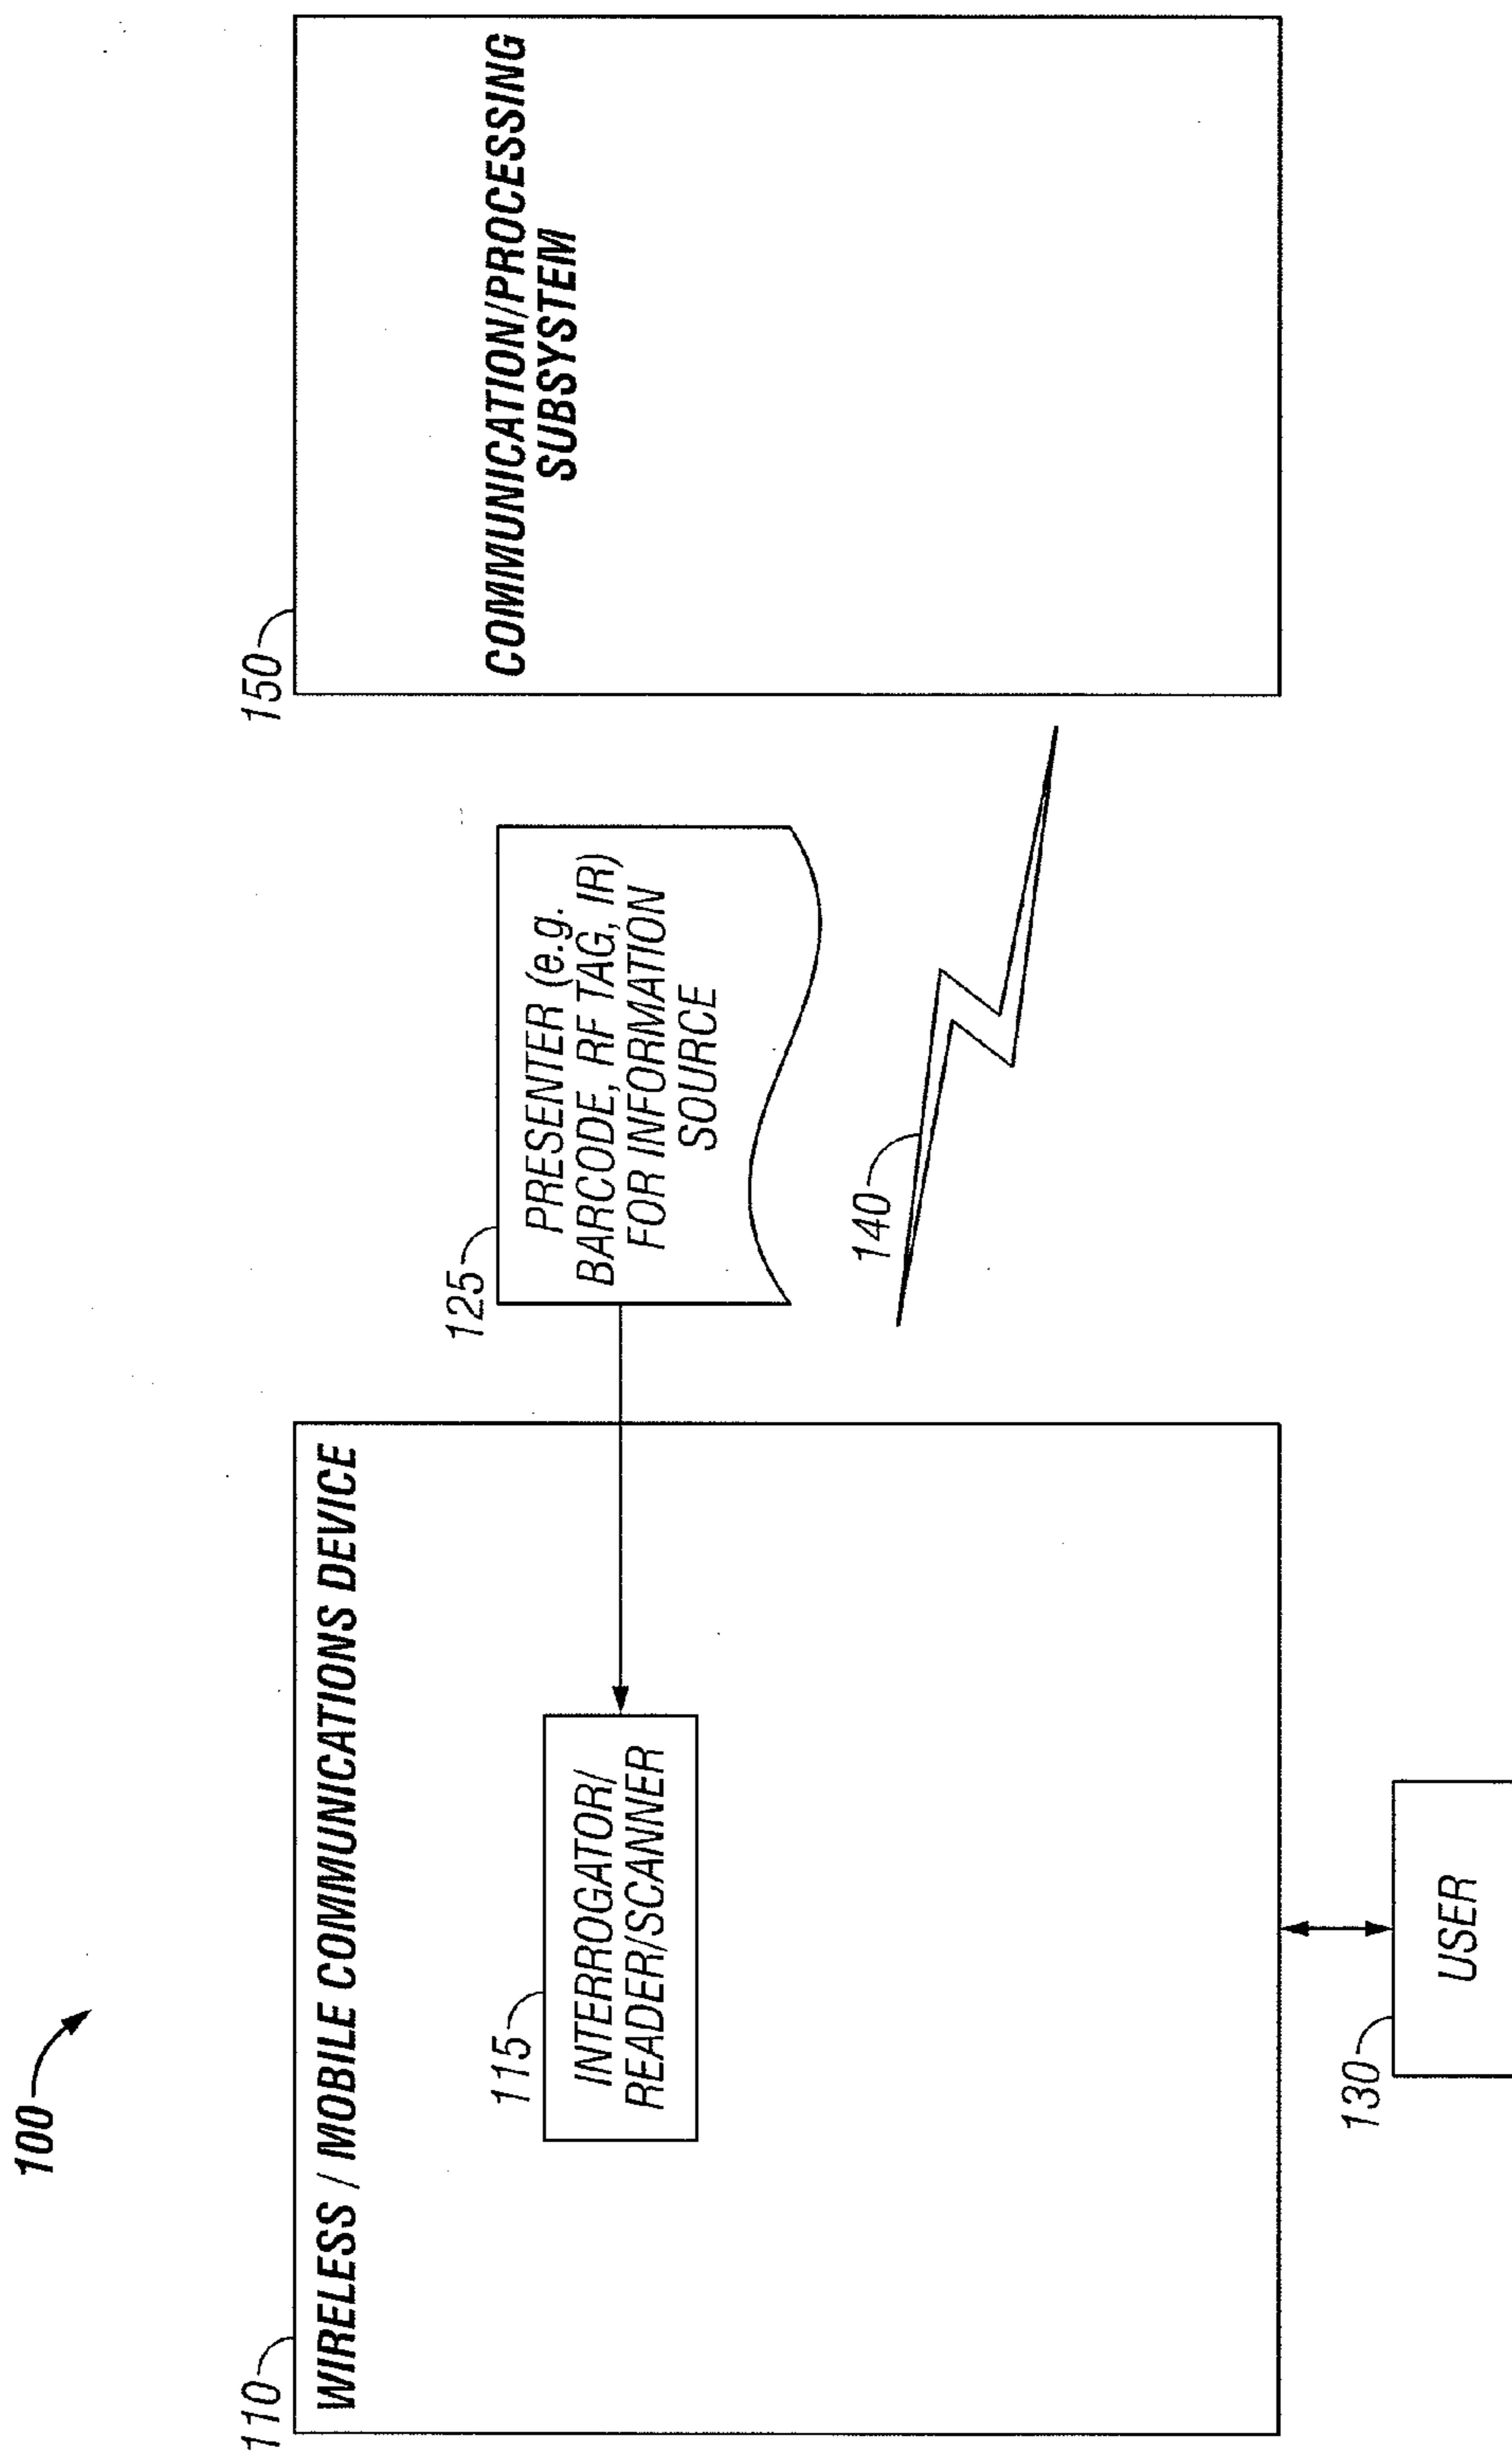 100
110
WIRELESS / MOBILE COMMUNICATIONS DEVICE
115
INTERROGATOR/
READER/SCANNER
125
PRESENTER (e.g.
BARCODE, RF TAG, IR)
FOR INFORMATION
SOURCE
140
150
COMMUNICATION/PROCESSING
SUBSYSTEM
130
USER